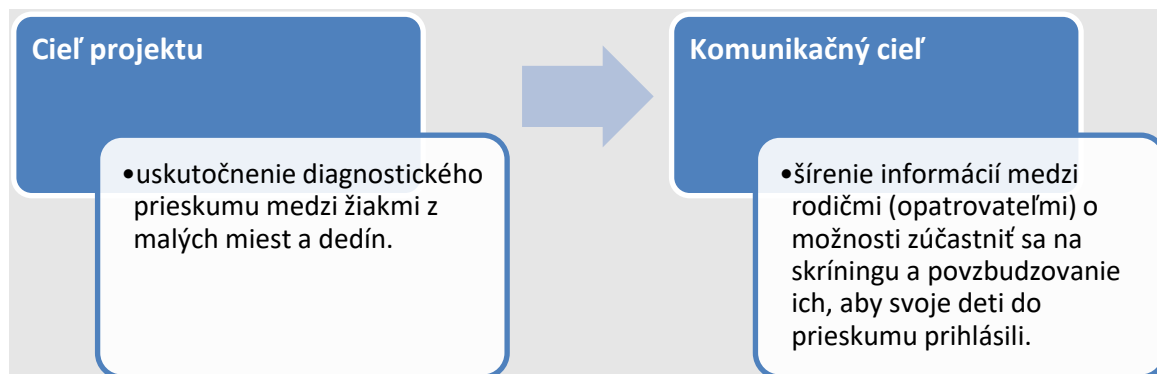 Cieľ projektu
•uskutočnenie diagnostického
prieskumu medzi žiakmi z
malých miest a dedín.
Komunikačný cieľ
•šírenie informácií medzi
rodičmi (opatrovateľmi) o
možnosti zúčastniť sa na
skríningu a povzbudzovanie
ich, aby svoje deti do
prieskumu prihlásili.